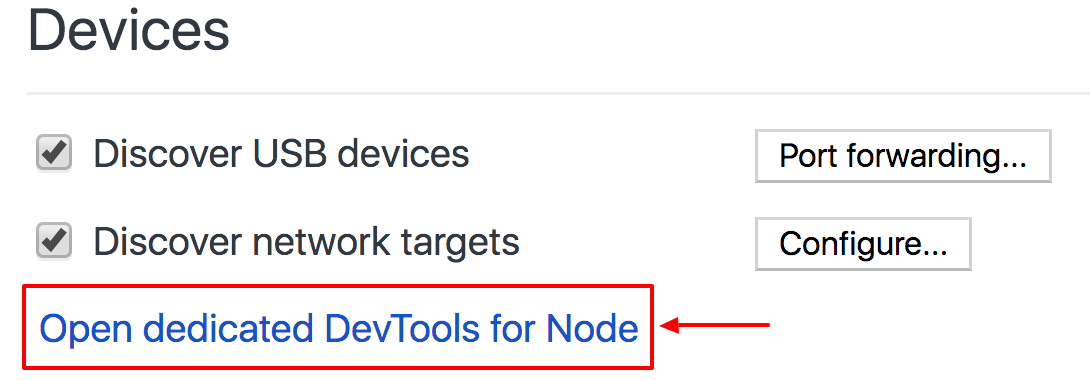 Devices
Discover USB devices
Port forwarding...
Discover network targets
Configure...
Open dedicated DevTools for Node